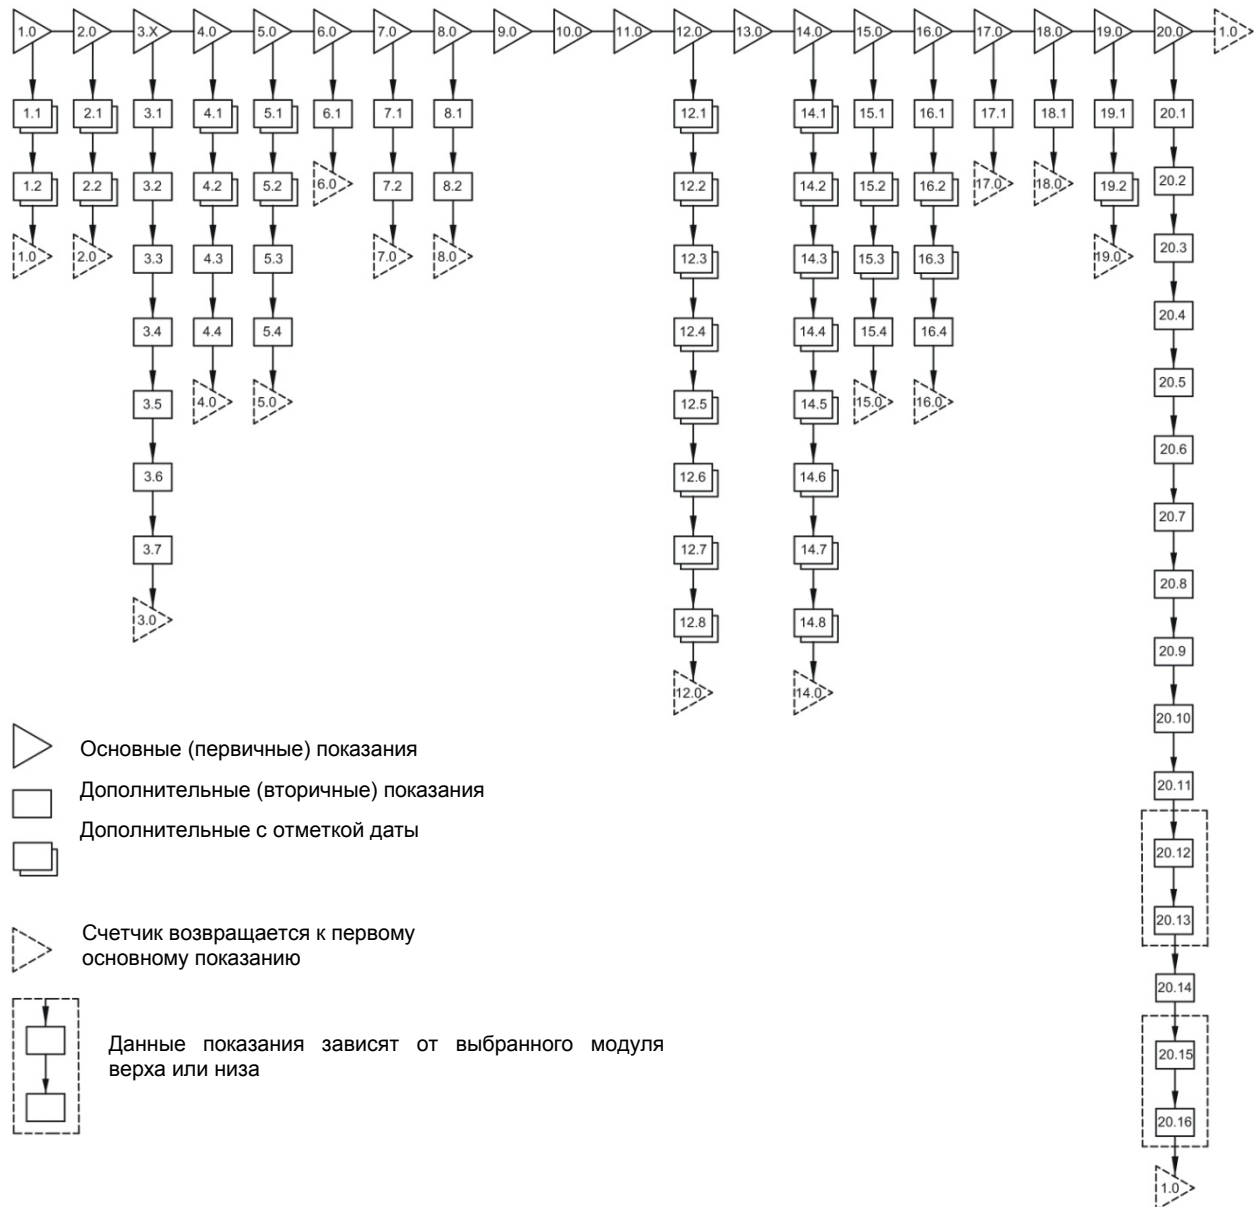 1.0 2.0 3.X 4.0 5.0 6.0 7.0 8.0 9.0 10.0 11.0 12.0 13.0 14.0 15.0 16.0 17.0 18.0 19.0 20.0 1.0
1.1 2.1 3.1 4.1 5.1 6.1 7.1 8.1 12.1 14.1 15.1 16.1 17.1 18.1 19.1 20.1
1.2 2.2 3.2 4.2 5.2 6.0 7.2 8.2 12.2 14.2 15.2 16.2 17.0 18.0 19.2 20.2
1.0 2.0 3.3 4.3 5.3 7.0 8.0 12.3 14.3 15.3 16.3 19.0 20.3
3.4 4.4 5.4 12.4 14.4 15.4 16.4 20.4
3.5 4.0 5.0 12.5 14.5 15.0 16.0 20.5
3.6 12.6 14.6 20.6
3.7 12.7 14.7 20.7
3.0 12.8 14.8 20.8
20.9
12.0 14.0
20.10
Основные (первичные) показания
Дополнительные (вторичные) показания
20.11
Дополнительные с отметкой даты
20.12
20.13
Счетчик возвращается к первому
основному показанию
20.14
Данные показания зависят от выбранного модуля
верха или низа
20.15
20.16
1.0